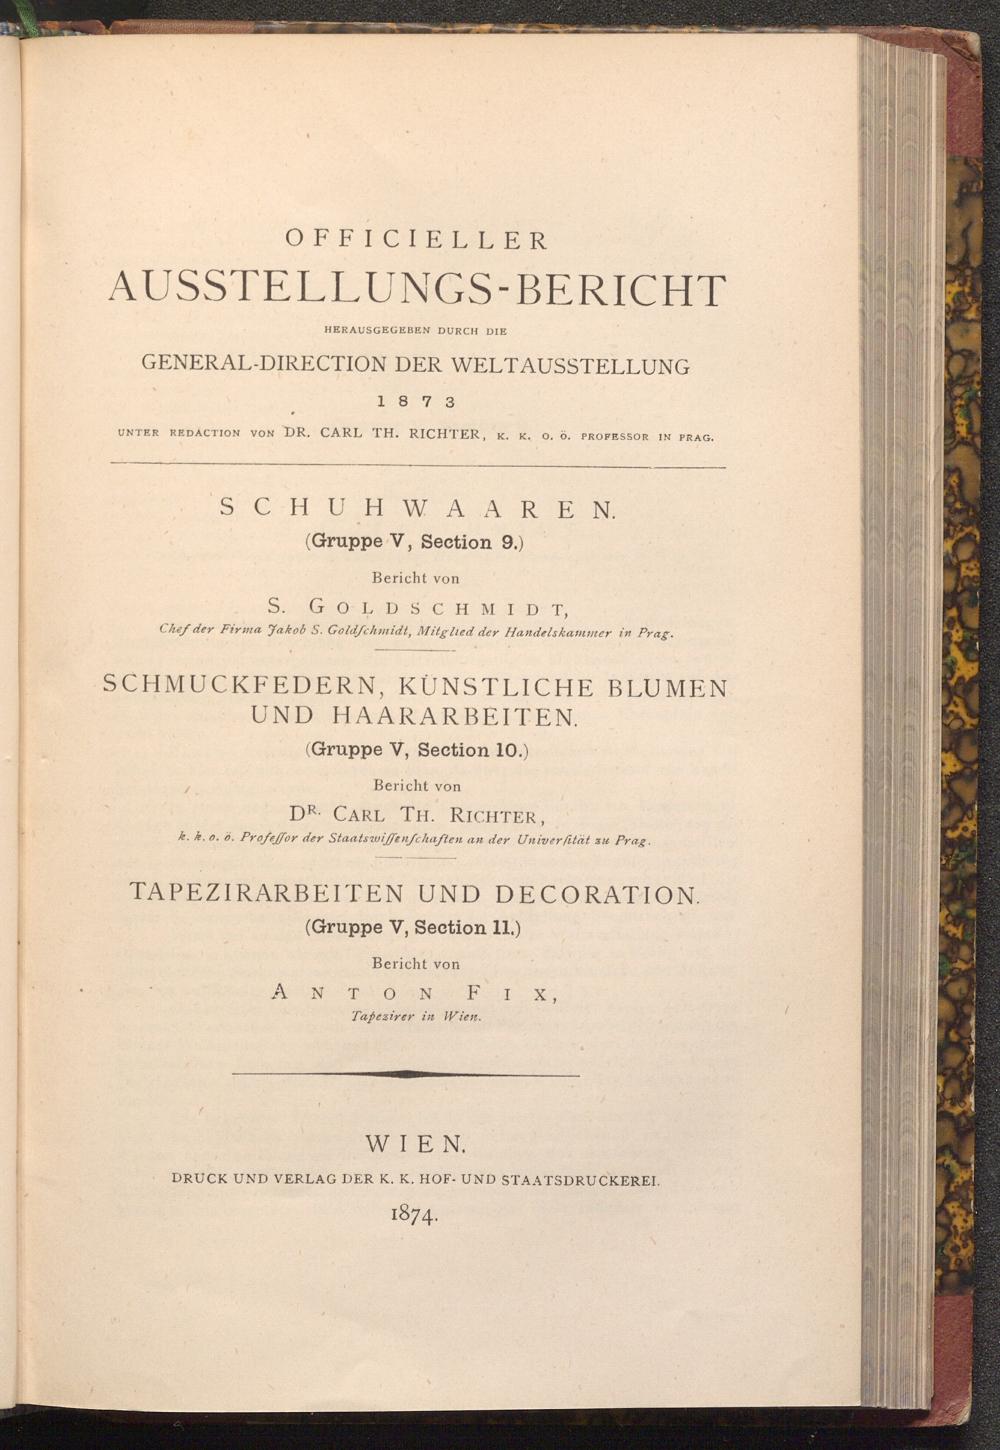 OFFICIELLER
AUSSTELLUNGS-BERICHT
HERAUSGEGEBEN DURCH DIE
GENERAL-DIRECTION DER WELTAUSSTELLUNG
1873
UNTER REDACTION VON DR. CARL TH. RICHTER, K. K. O. Ö. PROFESSOR IN PRAG.
SCHUHWAAREN.
(Gruppe V, Section 9.)
Bericht von
S. GOLDSCHMIDT,
Chef der Firma Jakob S. Goldſchmidt, Mitglied der Handelskammer in Prag.
SCHMUCKFEDERN, KÜNSTLICHE BLUMEN
UND HAARARBEITEN.
(Gruppe V, Section 10.)
Bericht von
DR. CARL TH. RICHTER,
k. k. o. ö. Profeſſor der Staatswiſſenſchaften an der Univerſität zu Prag.
TAPEZIRARBEITEN UND DECORATION.
(Gruppe V, Section 11.)
Bericht von
ANTON FIX,
Tapezirer in Wien.
WIEN.
DRUCK UND VERLAG DER K. K. HOF- UND STAATSDRUCKEREI.
1874.